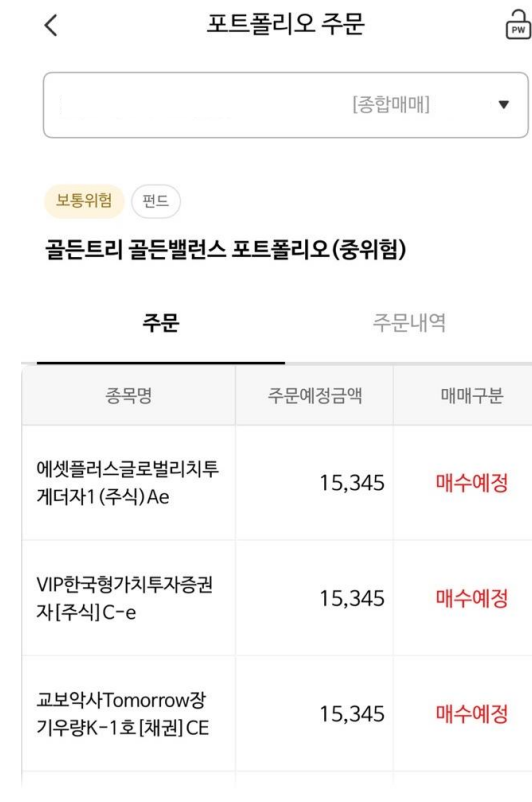 포트폴리오 주문
PW
[종합매매]
보통위험 펀드
골든트리 골든밸런스 포트폴리오(중위험)
주문 주문내역
종목명 주문예정금액 매매구분
에셋플러스글로벌리치투
게더자1(주식)Ae
15,345 매수예정
VIP한국형가치투자증권
자[주식]C-e
15,345 매수예정
교보악사Tomorrow장
기우량K-1호[채권]CE
15,345 매수예정